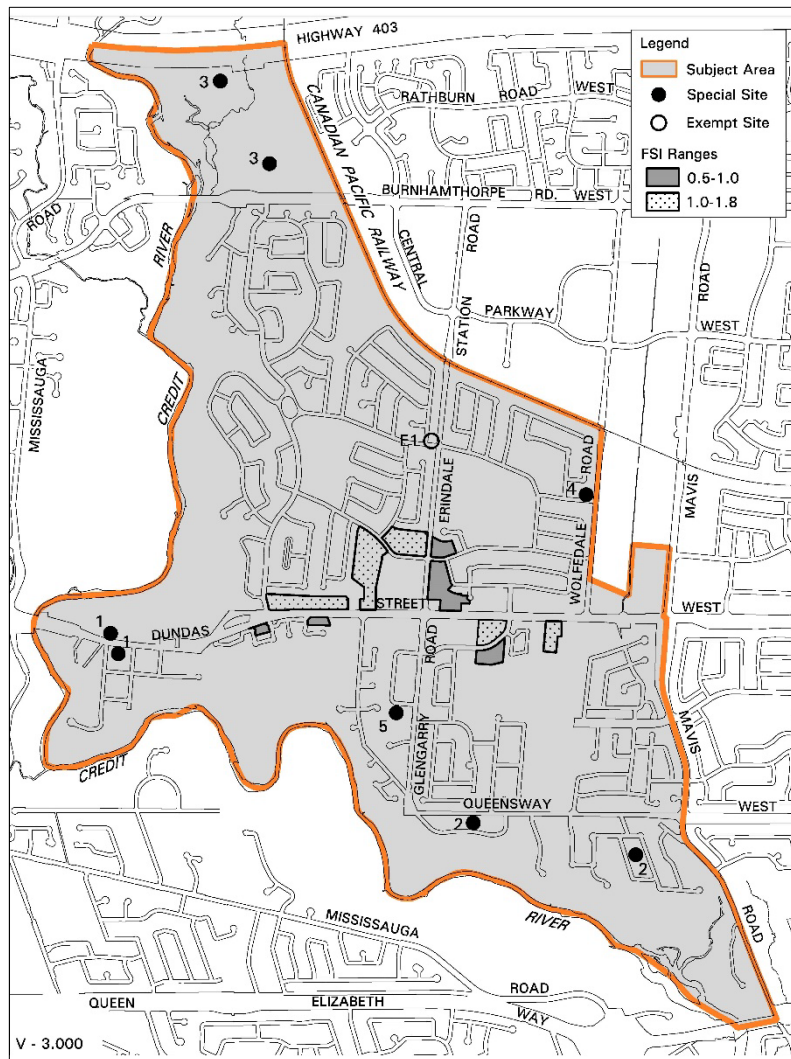 HIGHWAY 403
Legend
Subject Area
Special Site
Exempt Site
FSI Ranges
0.5-1.0
1.0-1.8
3
RATHBURN ROAD WEST
CANADIAN PACIFIC RAILWAY
3
BURNHAMTHORPE RD. WEST
ROAD
RIVER
CENTRAL
ROAD
ROAD
PARKWAY
WEST
STATION
MISSISSAUGA
CREDIT
E1
ERINDALE
ROAD
4
MAVIS
WOLFEDALE
STREET
WEST
1
DUNDAS
1
ROAD
5
GLENGARRY
MAVIS
CREDIT
QUEENSWAY
WEST
2
2
MISSISSAUGA
RIVER
ROAD
ROAD
QUEEN
ELIZABETH
WAY
V - 3.000